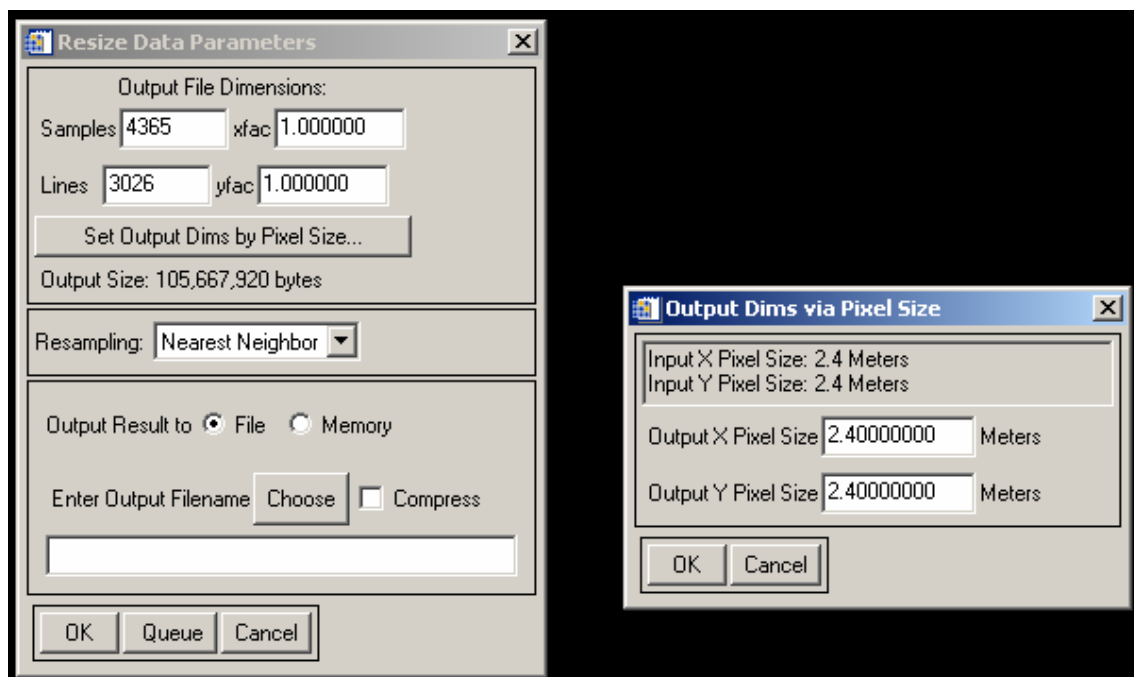 Resize Data Parameters
Output File Dimensions:
Samples 4365 xfac 1.000000
Lines 3026 yfac 1.000000
Set Output Dims by Pixel Size...
Output Size: 105,667,920 bytes
Resampling: Nearest Neighbor
Output Result to File Memory
Enter Output Filename Choose Compress
OK Queue Cancel
Output Dims via Pixel Size
Input X Pixel Size: 2.4 Meters
Input Y Pixel Size: 2.4 Meters
Output X Pixel Size 2.40000000 Meters
Output Y Pixel Size 2.40000000 Meters
OK Cancel